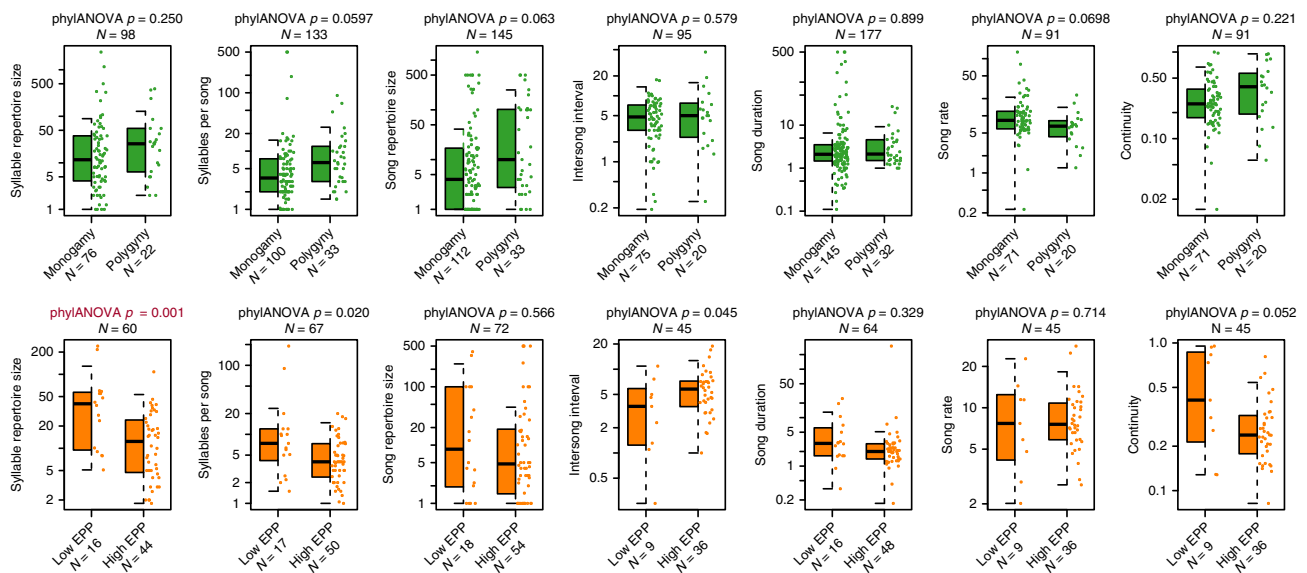 phylANOVA p = 0.250
N = 98
Syllable repertoire size
500
50
5
1
Monogamy
N = 76
Polygyny
N = 22
phylANOVA p = 0.0597
N = 133
Syllables per song
500
100
20
5
2
1
Monogamy
N = 100
Polygyny
N = 33
phylANOVA p = 0.063
N = 145
Song repertoire size
500
100
20
5
2
1
Monogamy
N = 112
Polygyny
N = 33
phylANOVA p = 0.579
N = 95
Intersong interval
20
5
1
0.2
Monogamy
N = 75
Polygyny
N = 20
phylANOVA p = 0.899
N = 177
Song duration
500
100
10
1
0.1
Monogamy
N = 145
Polygyny
N = 32
phylANOVA p = 0.0698
N = 91
Song rate
50
5
1
0.2
Monogamy
N = 71
Polygyny
N = 20
phylANOVA p = 0.221
N = 91
Continuity
0.50
0.10
0.02
Monogamy
N = 71
Polygyny
N = 20
phylANOVA p = 0.001
N = 60
Syllable repertoire size
200
50
20
5
2
Low EPP
N = 16
High EPP
N = 44
phylANOVA p = 0.020
N = 67
Syllables per song
100
20
10
5
2
1
Low EPP
N = 17
High EPP
N = 50
phylANOVA p = 0.566
N = 72
Song repertoire size
500
100
20
5
2
1
Low EPP
N = 18
High EPP
N = 54
phylANOVA p = 0.045
N = 45
Intersong interval
20
5
2
0.5
Low EPP
N = 9
High EPP
N = 36
phylANOVA p = 0.329
N = 64
Song duration
50
5
1
0.2
Low EPP
N = 16
High EPP
N = 48
phylANOVA p = 0.714
N = 45
Song rate
20
10
5
2
Low EPP
N = 9
High EPP
N = 36
phylANOVA p = 0.052
N = 45
Continuity
1.0
0.5
0.2
0.1
Low EPP
N = 9
High EPP
N = 36